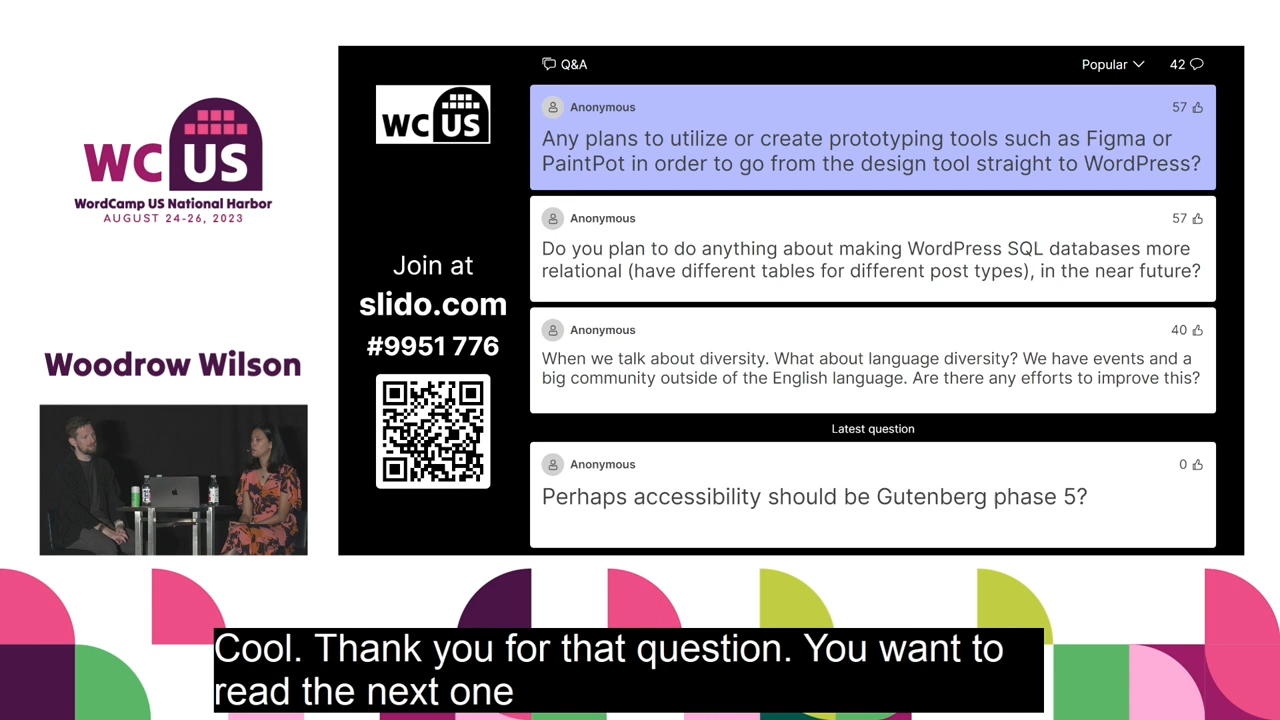 WC US
WordCamp US National Harbor
AUGUST 24-26, 2023
Woodrow Wilson
WC US
Join at
slido.com
#9951 776
Q&A
Popular
42
Anonymous
57
Any plans to utilize or create prototyping tools such as Figma or
PaintPot in order to go from the design tool straight to WordPress?
Anonymous
57
Do you plan to do anything about making WordPress SQL databases more
relational (have different tables for different post types), in the near future?
Anonymous
40
When we talk about diversity. What about language diversity? We have events and a
big community outside of the English language. Are there any efforts to improve this?
Latest question
Anonymous
0
Perhaps accessibility should be Gutenberg phase 5?
Cool. Thank you for that question. You want to
read the next one